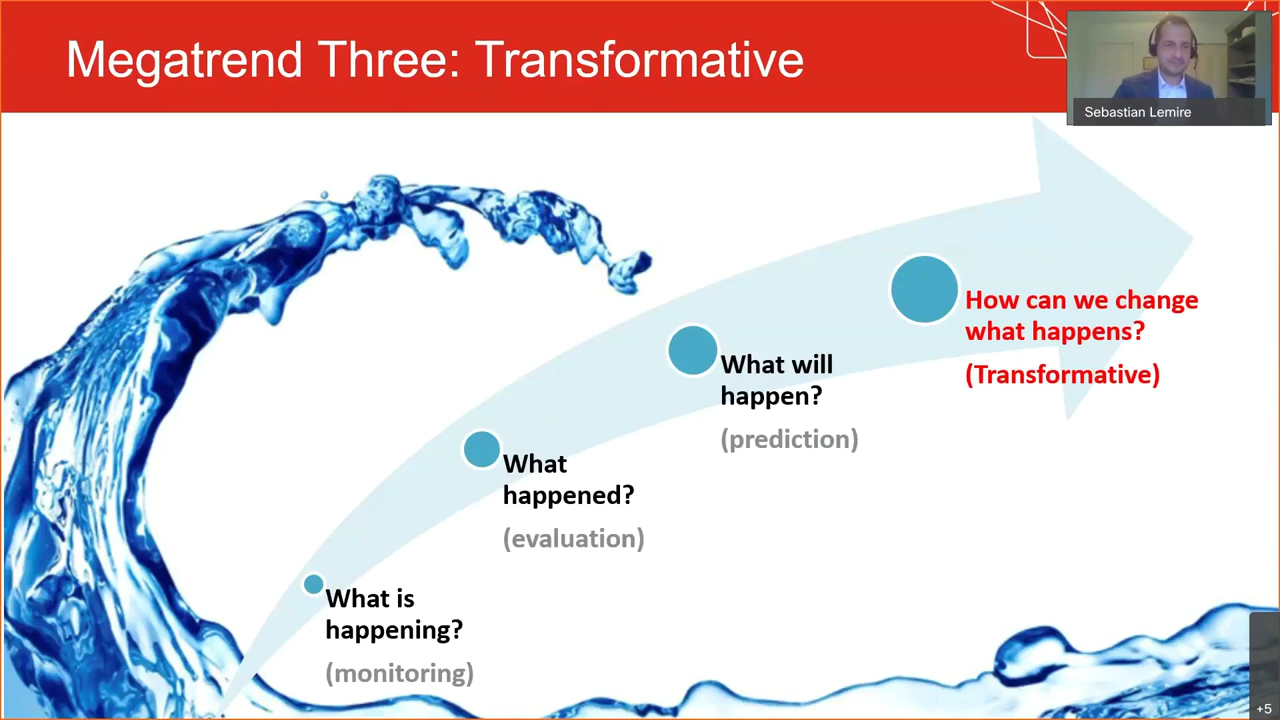 Megatrend Three: Transformative
Sebastian Lemire
How can we change
what happens?
(Transformative)
What will
happen?
(prediction)
What
happened?
(evaluation)
What is
happening?
(monitoring)
+5